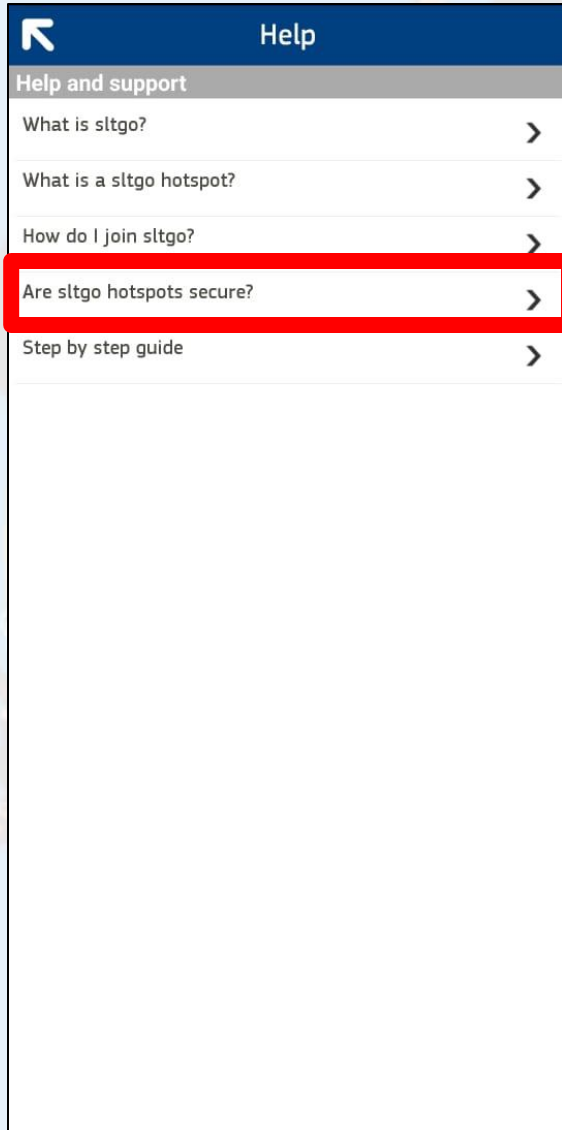 Help
Help and support
What is sltgo?
What is a sltgo hotspot?
How do I join sltgo?
Are sltgo hotspots secure?
Step by step guide